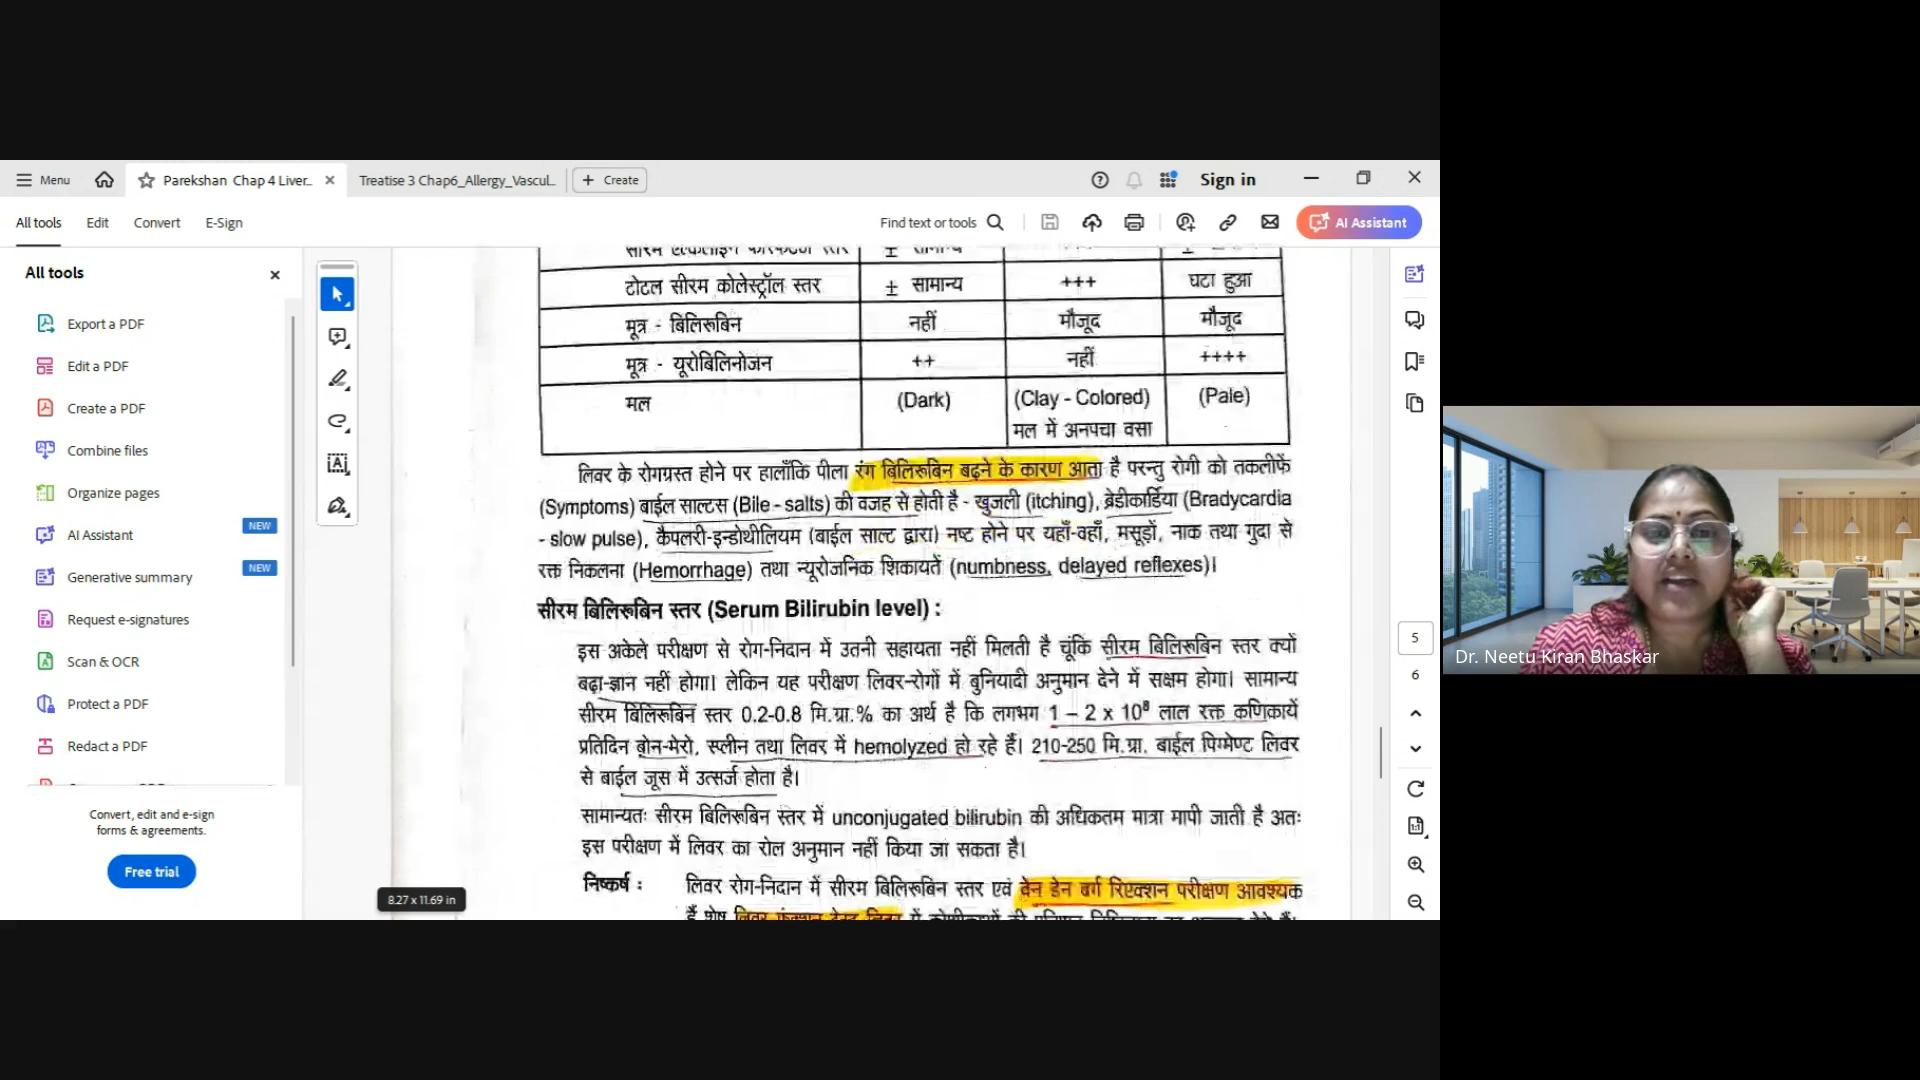 Menu
Parekshan Chap 4 Liver...
Treatise 3 Chap6_Allergy_Vascul...
Create
Sign in
All tools
Edit
Convert
E-Sign
Find text or tools
AI Assistant
All tools
Export a PDF
Edit a PDF
Create a PDF
Combine files
Organize pages
AI Assistant
NEW
Generative summary
NEW
Request e-signatures
Scan & OCR
Protect a PDF
Redact a PDF
Convert, edit and e-sign
forms & agreements.
Free trial
8.27 x 11.69 in
± सामान्य
टोटल सीरम कोलेस्ट्रॉल स्तर ± सामान्य +++ घटा हुआ
मूत्र - बिलिरूबिन नहीं मौजूद मौजूद
मूत्र - यूरोबिलिनोजन ++ नहीं ++++
मल (Dark) (Clay - Colored) (Pale)
मल में अनपचा वसा
लिवर के रोगग्रस्त होने पर हालाँकि पीला रंग बिलिरूबिन बढ़ने के कारण आता है परन्तु रोगी को तकलीफें
(Symptoms) बाईल साल्टस (Bile - salts) की वजह से होती है - खुजली (itching), ब्रेडीकार्डिया (Bradycardia
- slow pulse), कैपलरी-इन्डोथीलियम (बाईल साल्ट द्वारा) नष्ट होने पर यहाँ-वहाँ, मसूड़ों, नाक तथा गुदा से
रक्त निकलना (Hemorrhage) तथा न्यूरोजनिक शिकायतें (numbness, delayed reflexes)।
सीरम बिलिरूबिन स्तर (Serum Bilirubin level) :
इस अकेले परीक्षण से रोग-निदान में उतनी सहायता नहीं मिलती है चूंकि सीरम बिलिरूबिन स्तर क्यों
बढ़ा-ज्ञान नहीं होगा। लेकिन यह परीक्षण लिवर-रोगों में बुनियादी अनुमान देने में सक्षम होगा। सामान्य
सीरम बिलिरूबिन स्तर 0.2-0.8 मि.ग्रा.% का अर्थ है कि लगभग 1 – 2 x 10⁸ लाल रक्त कणिकायें
प्रतिदिन बोन-मेरो, स्प्लीन तथा लिवर में hemolyzed हो रहे हैं। 210-250 मि.ग्रा. बाईल पिग्मेण्ट लिवर
से बाईल जूस में उत्सर्ज होता है।
सामान्यतः सीरम बिलिरूबिन स्तर में unconjugated bilirubin की अधिकतम मात्रा मापी जाती है अतः
इस परीक्षण में लिवर का रोल अनुमान नहीं किया जा सकता है।
निष्कर्ष : लिवर रोग-निदान में सीरम बिलिरूबिन स्तर एवं वेन डेन बर्ग रिएक्शन परीक्षण आवश्यक
5
6
Dr. Neetu Kiran Bhaskar